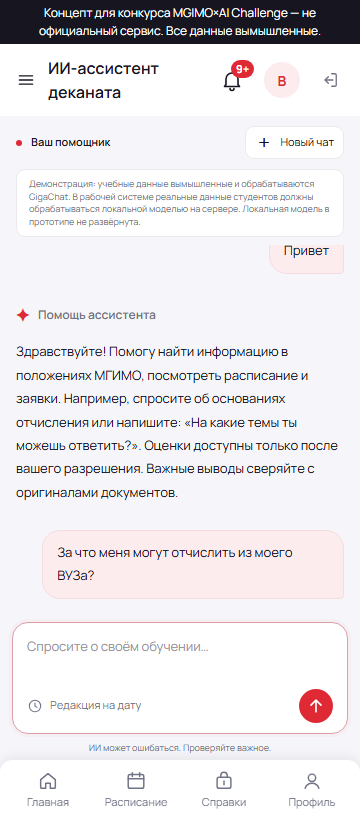 Концепт для конкурса MGIMO×AI Challenge — не
официальный сервис. Все данные вымышленные.
ИИ-ассистент
деканата
9+
В
Ваш помощник
+ Новый чат
Демонстрация: учебные данные вымышленные и обрабатываются
GigaChat. В рабочей системе реальные данные студентов должны
обрабатываться локальной моделью на сервере. Локальная модель в
прототипе не развёрнута.
Привет
Помощь ассистента
Здравствуйте! Помогу найти информацию в
положениях МГИМО, посмотреть расписание и
заявки. Например, спросите об основаниях
отчисления или напишите: «На какие темы ты
можешь ответить?». Оценки доступны только после
вашего разрешения. Важные выводы сверяйте с
оригиналами документов.
За что меня могут отчислить из моего
ВУЗа?
Спросите о своём обучении...
Редакция на дату
ИИ может ошибаться. Проверяйте важное.
Главная
Расписание
Справки
Профиль